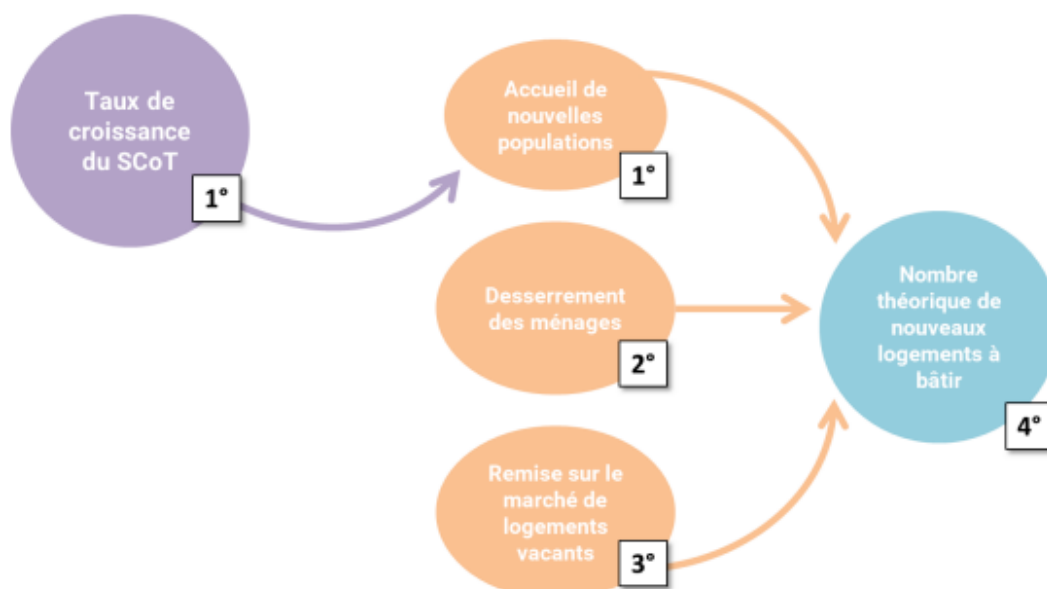 Taux de
croissance
du SCoT
1°
Accueil de
nouvelles
populations
1°
Desserrement
des ménages
2°
Remise sur le
marché de
logements
vacants
3°
Nombre
théorique de
nouveaux
logements à
bâtir
4°